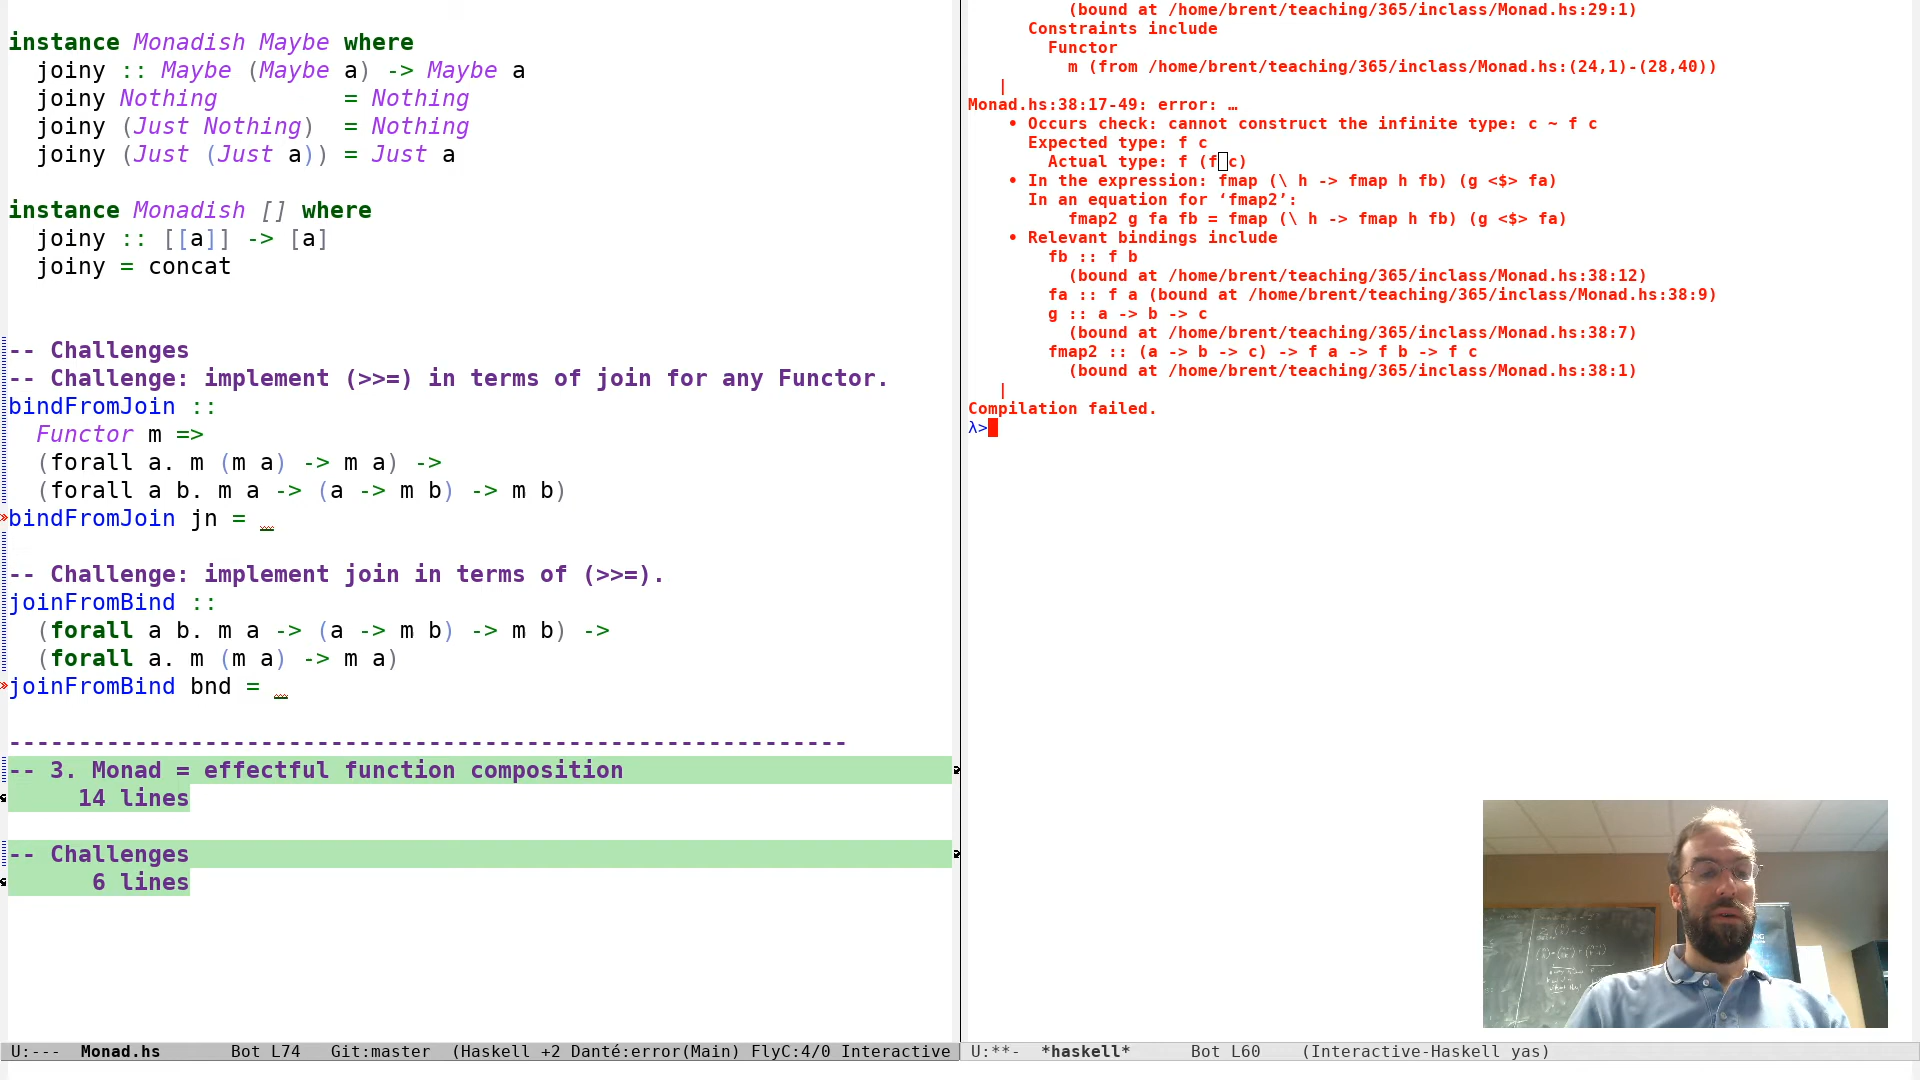 instance Monadish Maybe where
  joiny :: Maybe (Maybe a) -> Maybe a
  joiny Nothing         = Nothing
  joiny (Just Nothing)  = Nothing
  joiny (Just (Just a)) = Just a
instance Monadish [] where
  joiny :: [[a]] -> [a]
  joiny = concat
-- Challenges
-- Challenge: implement (>>=) in terms of join for any Functor.
bindFromJoin ::
  Functor m =>
  (forall a. m (m a) -> m a) ->
  (forall a b. m a -> (a -> m b) -> m b)
bindFromJoin jn = _
-- Challenge: implement join in terms of (>>=).
joinFromBind ::
  (forall a b. m a -> (a -> m b) -> m b) ->
  (forall a. m (m a) -> m a)
joinFromBind bnd = _
------------------------------------------------------------
-- 3. Monad = effectful function composition
     14 lines
-- Challenges
      6 lines
U:---  Monad.hs       Bot L74   Git:master  (Haskell +2 Danté:error(Main) FlyC:4/0 Interactive
(bound at /home/brent/teaching/365/inclass/Monad.hs:29:1)
Constraints include
Functor
m (from /home/brent/teaching/365/inclass/Monad.hs:(24,1)-(28,40))
|
Monad.hs:38:17-49: error: …
• Occurs check: cannot construct the infinite type: c ~ f c
Expected type: f c
Actual type: f (f c)
• In the expression: fmap (\ h -> fmap h fb) (g <$> fa)
In an equation for ‘fmap2’:
fmap2 g fa fb = fmap (\ h -> fmap h fb) (g <$> fa)
• Relevant bindings include
fb :: f b
(bound at /home/brent/teaching/365/inclass/Monad.hs:38:12)
fa :: f a (bound at /home/brent/teaching/365/inclass/Monad.hs:38:9)
g :: a -> b -> c
(bound at /home/brent/teaching/365/inclass/Monad.hs:38:7)
fmap2 :: (a -> b -> c) -> f a -> f b -> f c
(bound at /home/brent/teaching/365/inclass/Monad.hs:38:1)
|
Compilation failed.
λ>
U:**-  *haskell*      Bot L60    (Interactive-Haskell yas)